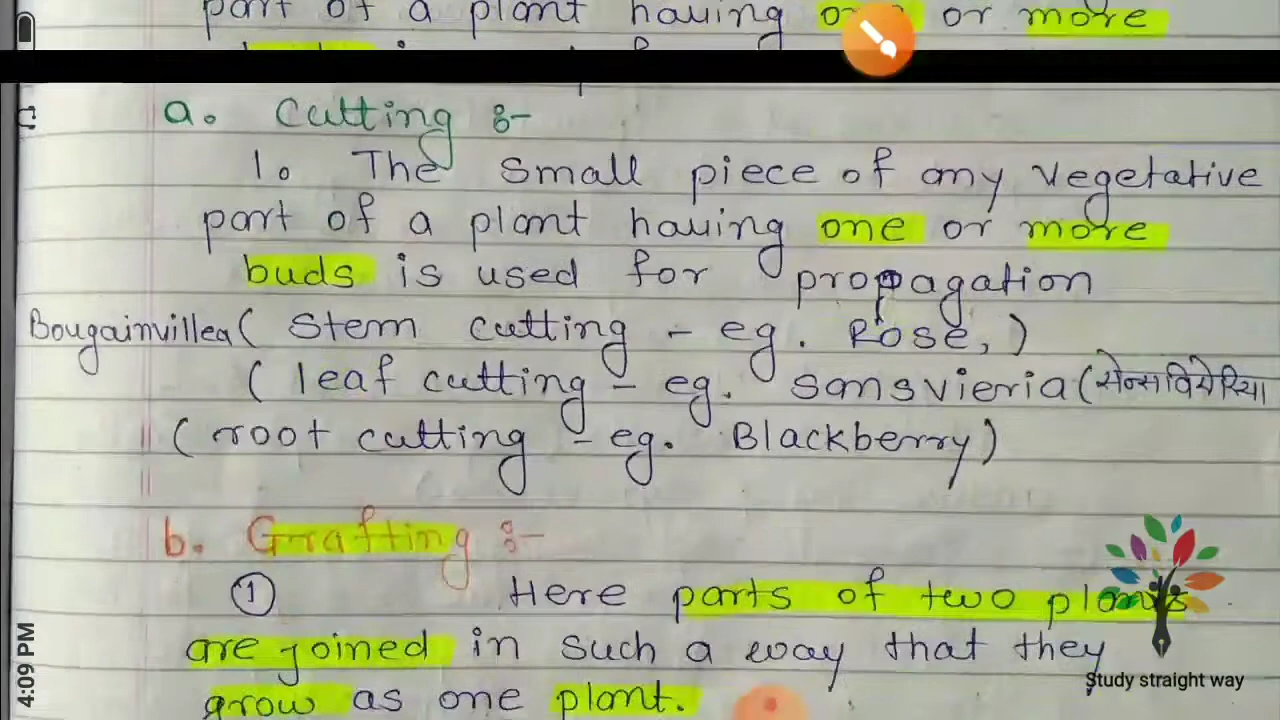 part of a plant having one or more
a. Cutting :-
1. The small piece of any vegetative
part of a plant having one or more
buds is used for propagation
Bougainvillea ( Stem cutting - eg. Rose, )
( leaf cutting - eg. Sansvieria (सेन्सवियेरिया
( root cutting - eg. Blackberry )
b. Grafting :-
① Here parts of two plants
are joined in such a way that they
grow as one plant.
Study straight way
4:09 PM